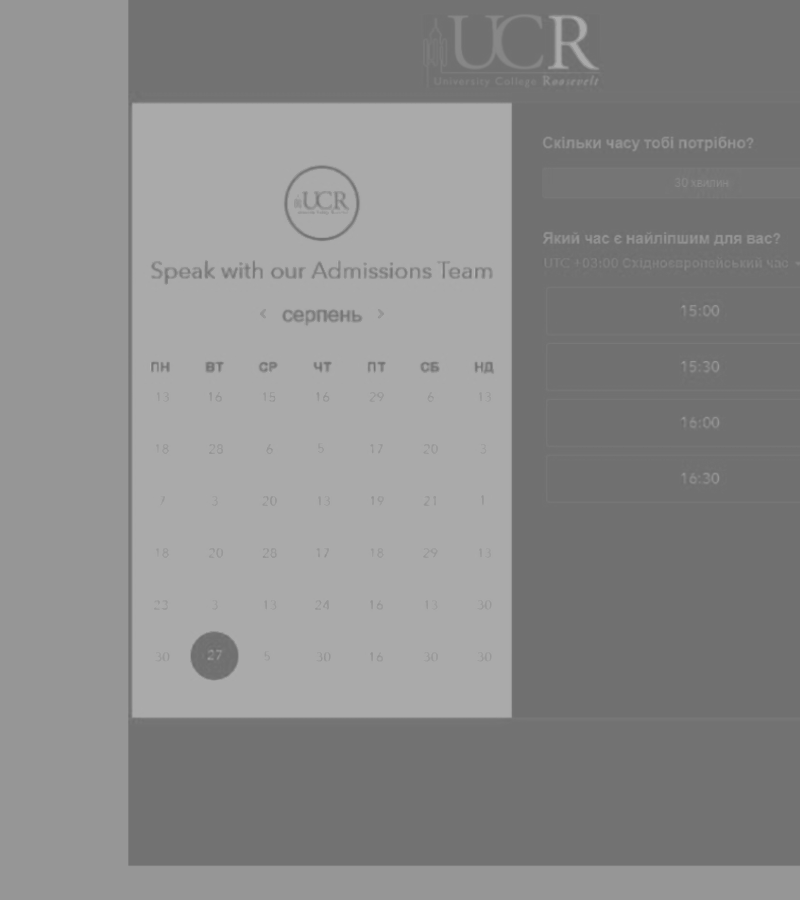 UCR
University College Roosevelt
UCR
Speak with our Admissions Team
< серпень >
ПН ВТ СР ЧТ ПТ СБ НД
13 16 15 16 29 6 13
18 28 6 5 17 20 3
7 3 20 13 19 21 1
18 20 28 17 18 29 13
22 3 13 24 16 13 30
30 27 5 30 16 30 30
Скільки часу тобі потрібно?
30 хвилин
Який час є найліпшим для вас?
UTC +03:00 Східноєвропейський час
15:00
15:30
16:00
16:30